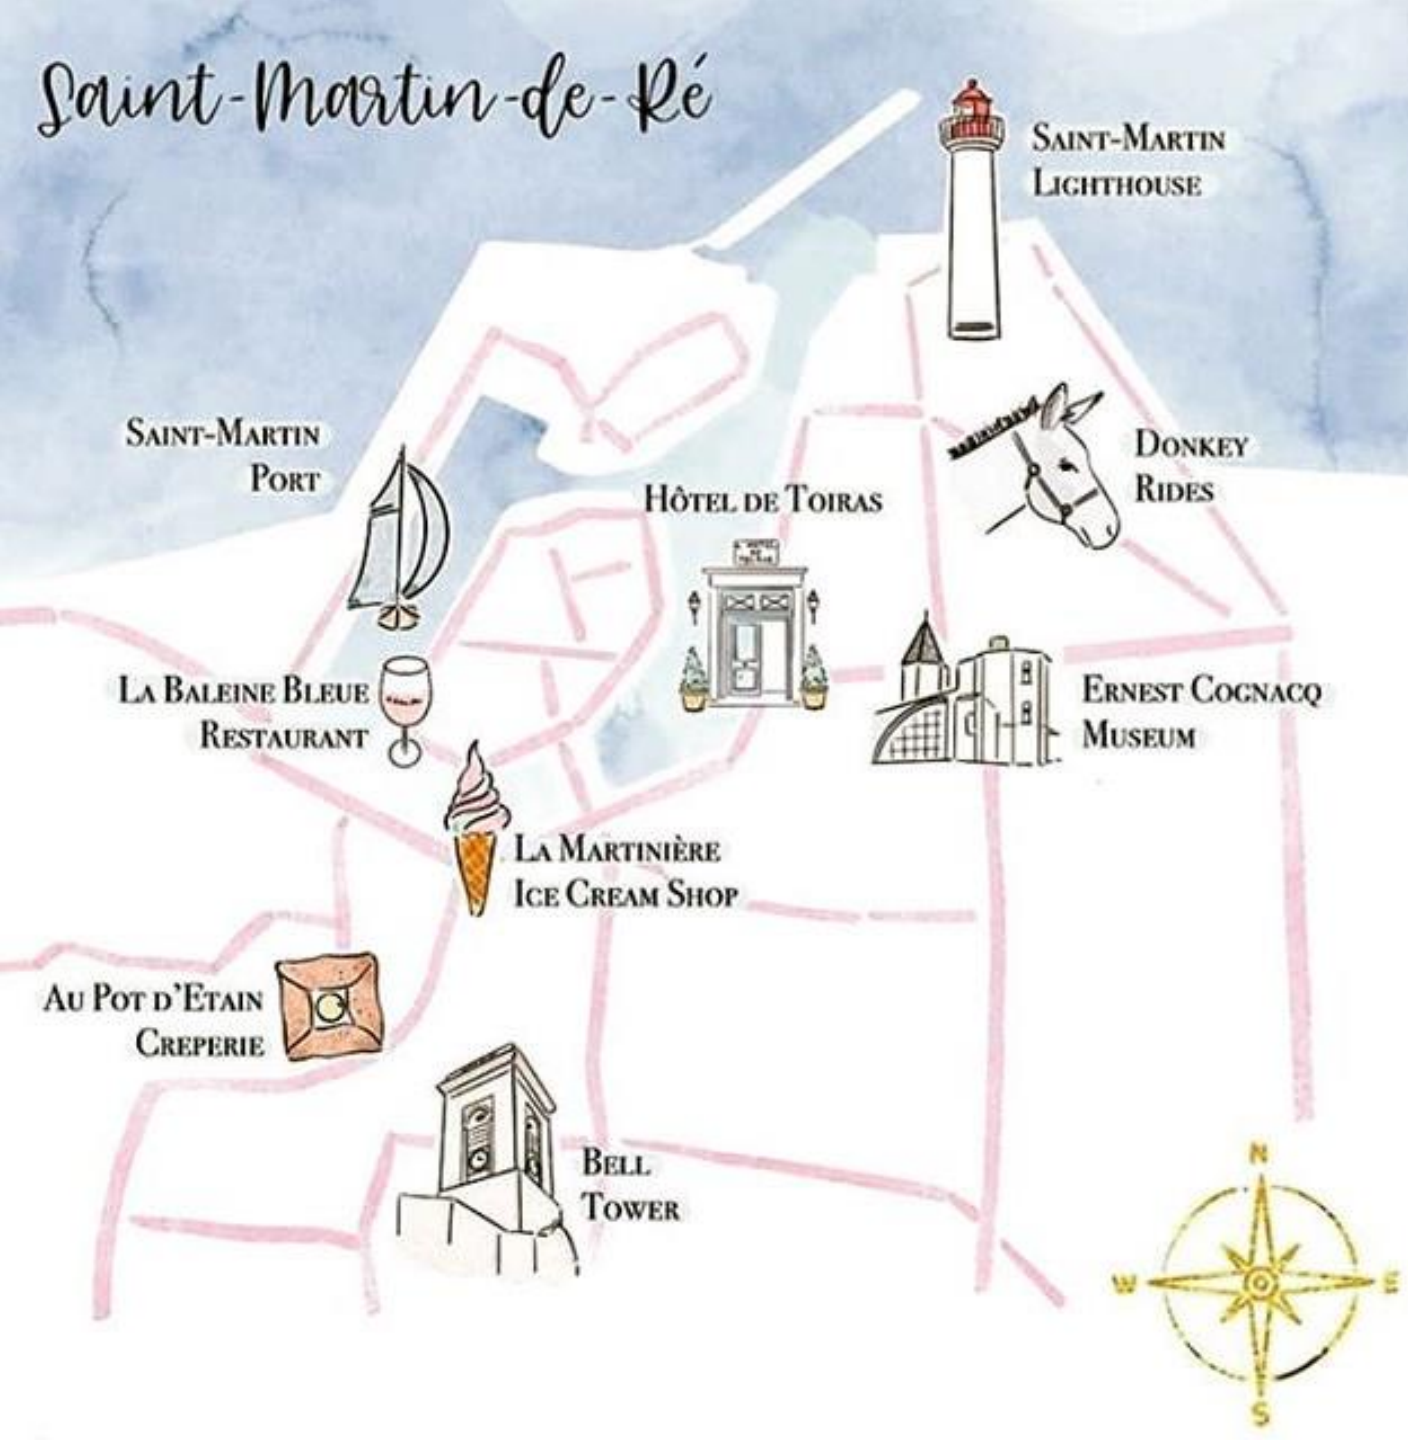 Saint-Martin-de-Ré
SAINT-MARTIN
LIGHTHOUSE
SAINT-MARTIN
PORT
DONKEY
RIDES
HÔTEL DE TOIRAS
LA BALEINE BLEUE
RESTAURANT
ERNEST COGNACQ
MUSEUM
LA MARTINIÈRE
ICE CREAM SHOP
AU POT D'ETAIN
CREPERIE
BELL
TOWER
N
W E
S